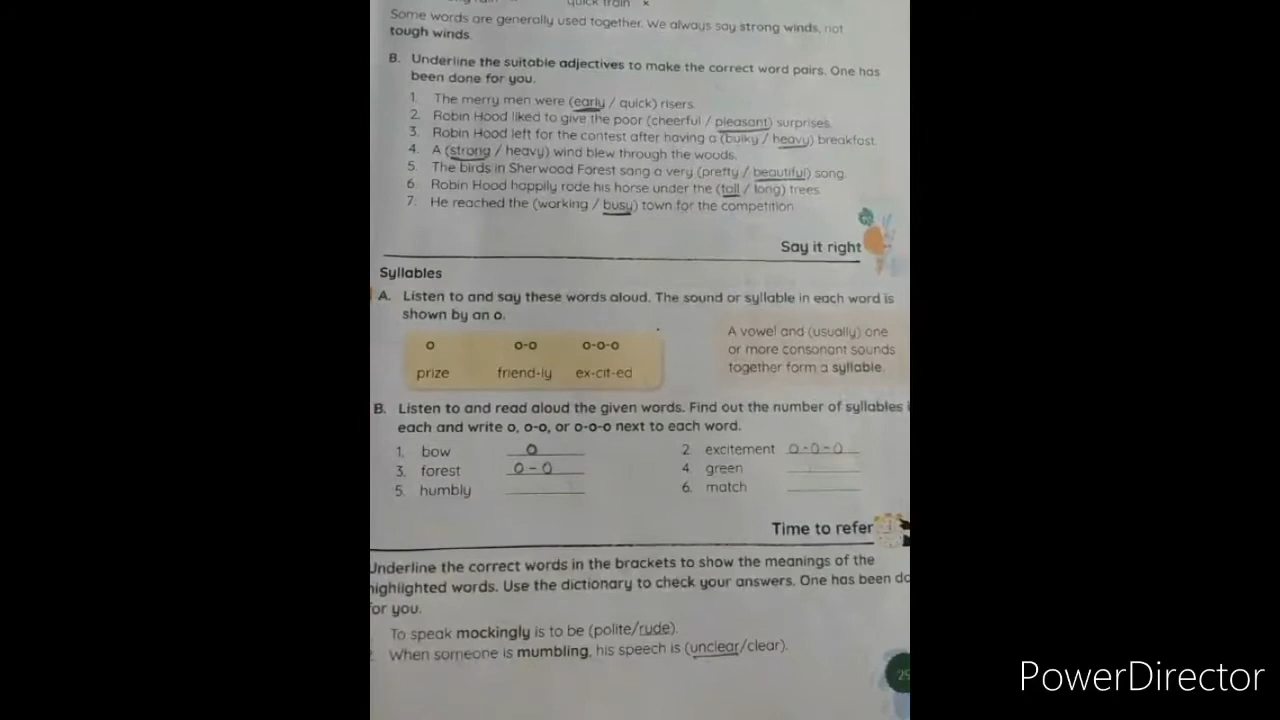 quick train x
Some words are generally used together. We always say strong winds, not
tough winds.
B. Underline the suitable adjectives to make the correct word pairs. One has
been done for you.
1. The merry men were (early / quick) risers.
2. Robin Hood liked to give the poor (cheerful / pleasant) surprises.
3. Robin Hood left for the contest after having a (bulky / heavy) breakfast.
4. A (strong / heavy) wind blew through the woods.
5. The birds in Sherwood Forest sang a very (pretty / beautiful) song.
6. Robin Hood happily rode his horse under the (tall / long) trees.
7. He reached the (working / busy) town for the competition.
Say it right
Syllables
A. Listen to and say these words aloud. The sound or syllable in each word is
shown by an o.
o o-o o-o-o
prize friend-ly ex-cit-ed
A vowel and (usually) one
or more consonant sounds
together form a syllable.
B. Listen to and read aloud the given words. Find out the number of syllables i
each and write o, o-o, or o-o-o next to each word.
1. bow o 2. excitement o-o-o
3. forest o-o 4. green
5. humbly 6. match
Time to refer
Underline the correct words in the brackets to show the meanings of the
highlighted words. Use the dictionary to check your answers. One has been do
for you.
To speak mockingly is to be (polite/rude).
When someone is mumbling, his speech is (unclear/clear).
29
PowerDirector